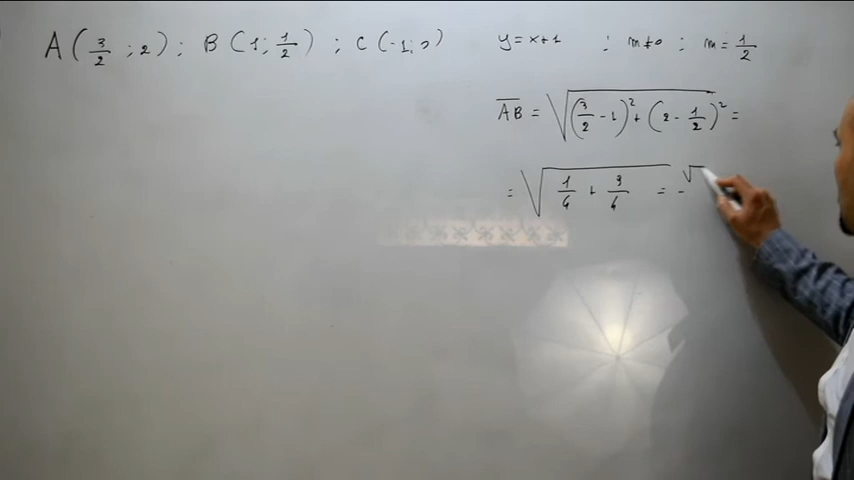 A (3/2 ; 2) ; B (1; 1/2) ; C (-1; 0) y = x+1 ; m≠0 ; m = 1/2
AB = √(3/2 - 1)² + (2 - 1/2)² =
= √1/4 + 9/4 = √